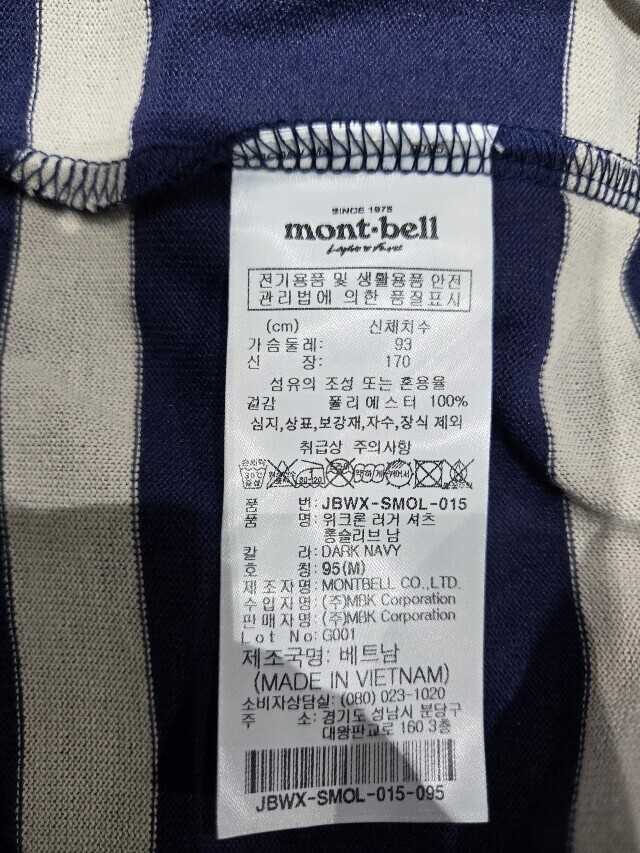 SINCE 1975
mont·bell
전기용품 및 생활용품 안전
관리법에 의한 품질표시
(cm) 신체치수
가슴둘레: 93
신 장: 170
섬유의 조성 또는 혼용율
겉감 폴리에스터 100%
심지,상표,보강재,자수,장식 제외
취급상 주의사항
품 번: JBWX-SMOL-015
품 명: 위크론 러거 셔츠
롱슬리브 남
칼 라: DARK NAVY
호 칭: 95(M)
제조자명: MONTBELL CO.,LTD.
수입자명: (주)MBK Corporation
판매자명: (주)MBK Corporation
Lot No: G001
제조국명: 베트남
(MADE IN VIETNAM)
소비자상담실: (080) 023-1020
주 소: 경기도 성남시 분당구
대왕판교로 160 3층
JBWX-SMOL-015-095